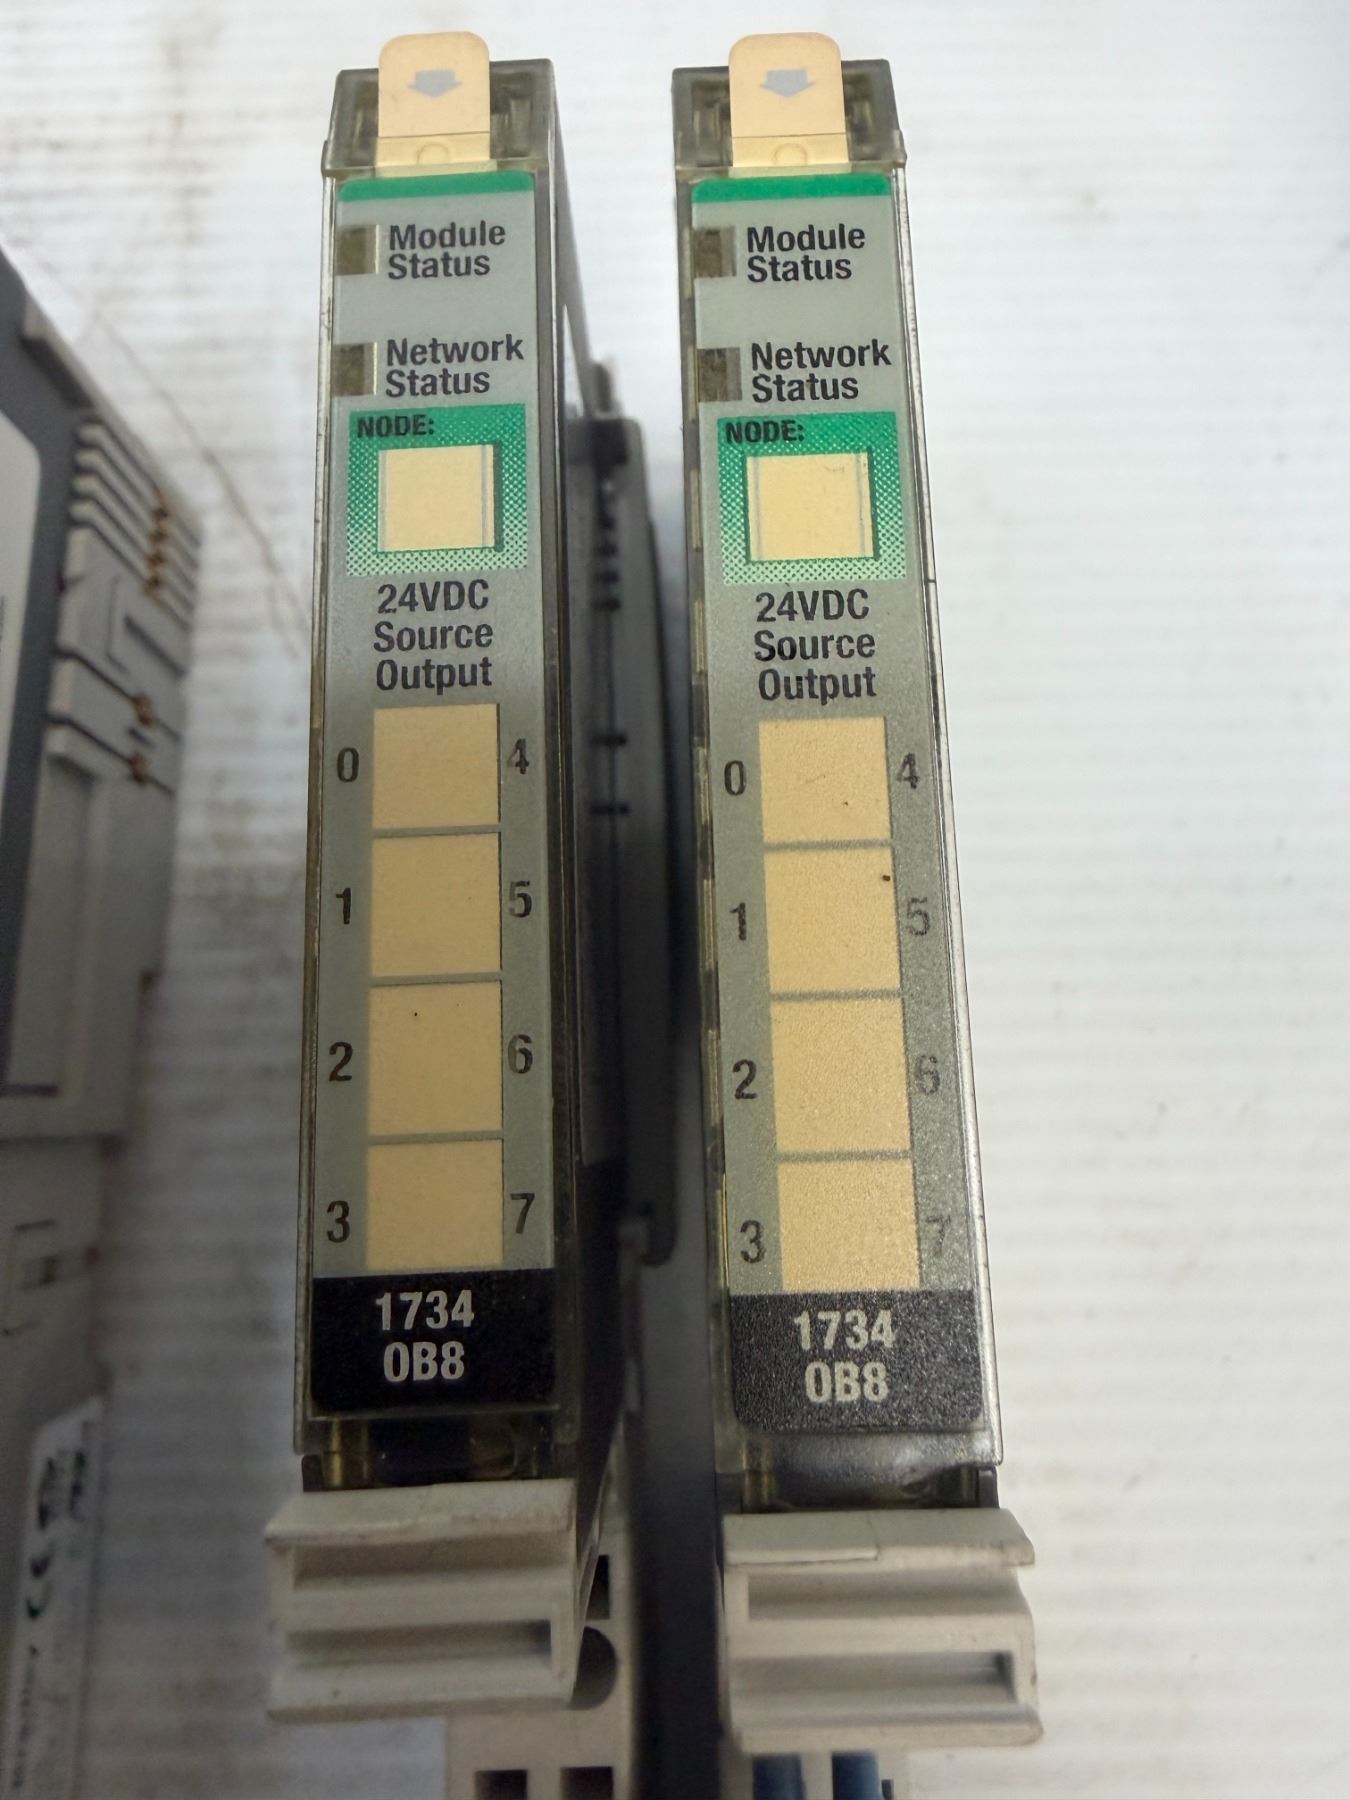 Module
Status
Network
Status
NODE:
24VDC
Source
Output
0 4
1 5
2 6
3 7
1734
OB8
Module
Status
Network
Status
NODE:
24VDC
Source
Output
0 4
1 5
2 6
3 7
1734
OB8
CE